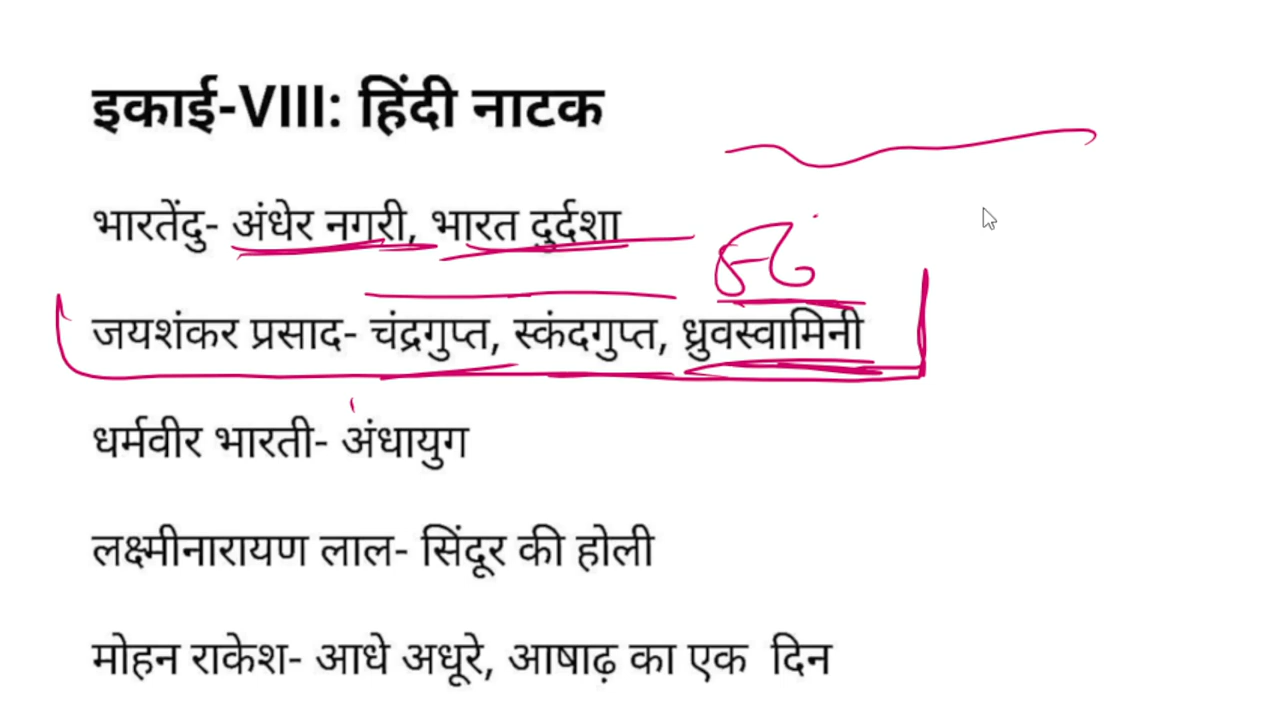 इकाई-VIII: हिंदी नाटक
भारतेंदु- अंधेर नगरी, भारत दुर्दशा
जयशंकर प्रसाद- चंद्रगुप्त, स्कंदगुप्त, ध्रुवस्वामिनी
धर्मवीर भारती- अंधायुग
लक्ष्मीनारायण लाल- सिंदूर की होली
मोहन राकेश- आधे अधूरे, आषाढ़ का एक दिन